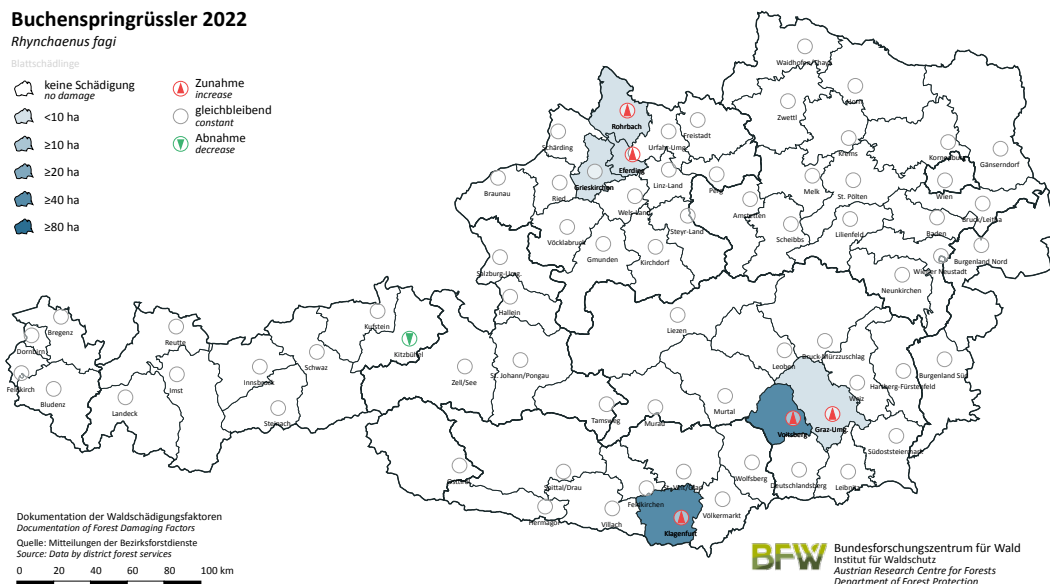 Buchenspringrüssler 2022
Rhynchaenus fagi
Blattschädlinge
keine Schädigung
no damage
<10 ha
≥10 ha
≥20 ha
≥40 ha
≥80 ha
Zunahme
increase
gleichbleibend
constant
Abnahme
decrease
Waidhofen/Thaya
Horn
Zwettl
Rohrbach
Freistadt
Schärding
Urfahr-Umg.
Krems
Korneuburg
Gänserndorf
Eferding
Grieskirchen
Linz-Land
Perg
Melk
St. Pölten
Wien
Braunau
Ried
Wels-Land
Amstetten
Bruck/Leitha
Steyr-Land
Scheibbs
Lilienfeld
Baden
Vöcklabruck
Gmunden
Kirchdorf
Burgenland Nord
Salzburg-Umg.
Wiener Neustadt
Neunkirchen
Hallein
Liezen
Bregenz
Kufstein
Dornbirn
Reutte
Kitzbühel
Bruck-Mürzzuschlag
Schwaz
Leoben
Feldkirch
Bludenz
Imst
Innsbruck
Zell/See
St. Johann/Pongau
Hartberg-Fürstenfeld
Burgenland Süd
Landeck
Steinach
Tamsweg
Murau
Murtal
Weiz
Voitsberg
Graz-Umg.
Südoststeiermark
Osttirol
Spittal/Drau
St. Veit/Glan
Wolfsberg
Deutschlandsberg
Leibnitz
Hermagor
Villach
Feldkirchen
Klagenfurt
Völkermarkt
Dokumentation der Waldschädigungsfaktoren
Documentation of Forest Damaging Factors
Quelle: Mitteilungen der Bezirksforstdienste
Source: Data by district forest services
0 20 40 60 80 100 km
BFW
Bundesforschungszentrum für Wald
Institut für Waldschutz
Austrian Research Centre for Forests
Department of Forest Protection